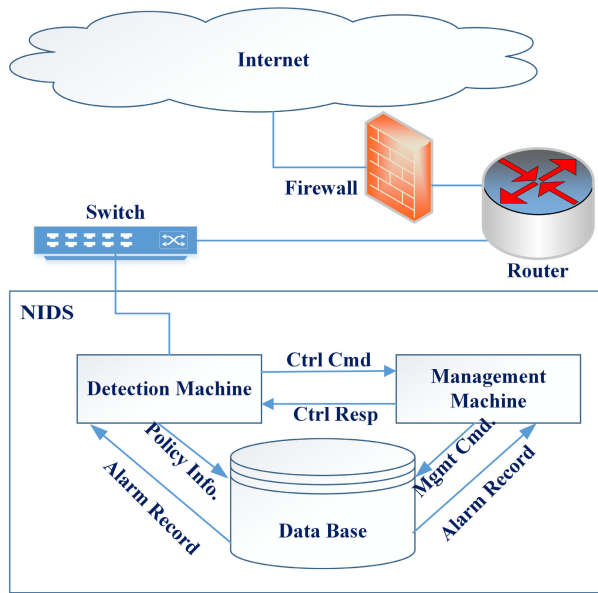 Internet
Firewall
Switch
Router
NIDS
Ctrl Cmd
Detection Machine
Management
Machine
Ctrl Resp
Policy Info.
Mgmt Cmd.
Alarm Record
Data Base
Alarm Record